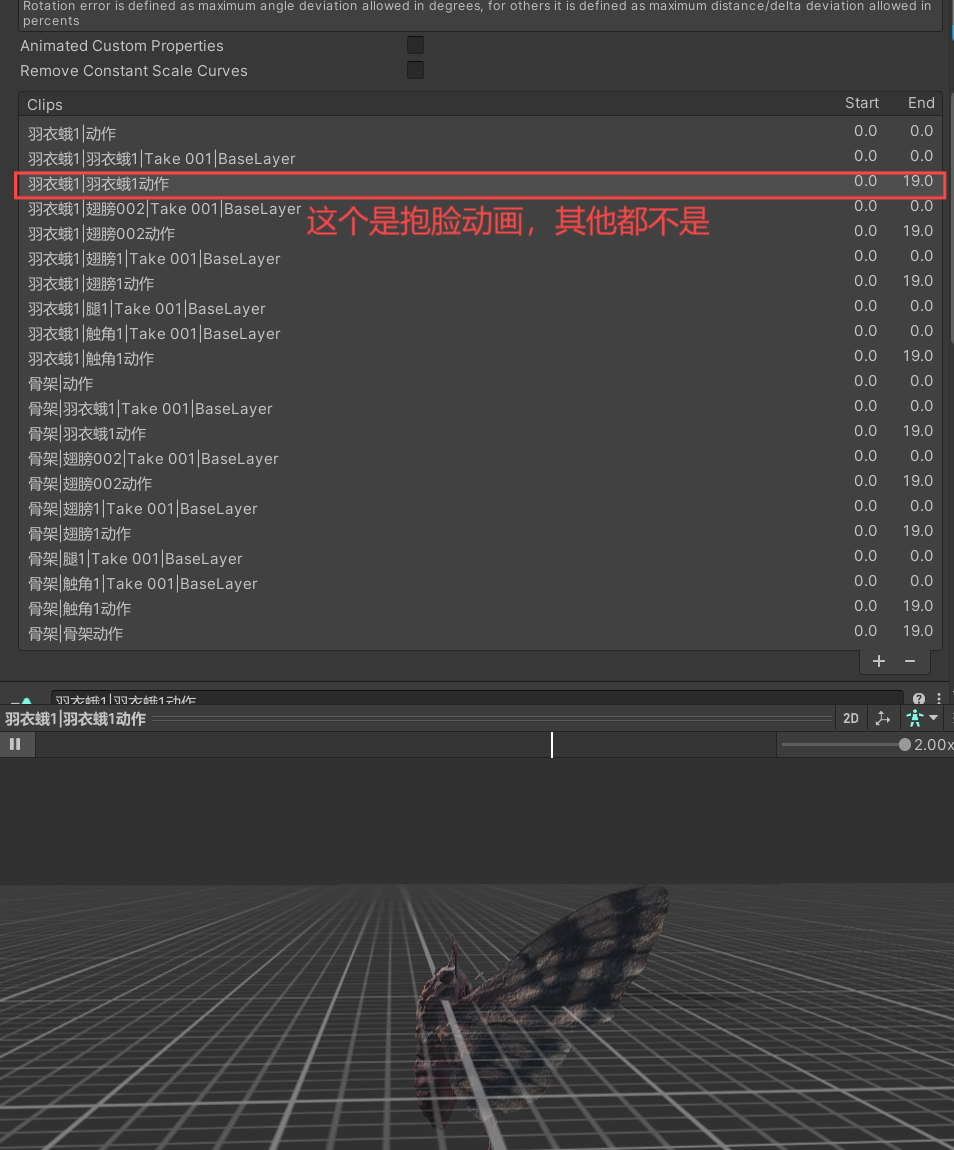 Rotation error is defined as maximum angle deviation allowed in degrees, for others it is defined as maximum distance/delta deviation allowed in
percents
Animated Custom Properties
Remove Constant Scale Curves
Clips Start End
羽衣蛾1|动作 0.0 0.0
羽衣蛾1|羽衣蛾1|Take 001|BaseLayer 0.0 0.0
羽衣蛾1|羽衣蛾1动作 0.0 19.0
羽衣蛾1|翅膀002|Take 001|BaseLayer 0.0 0.0
这个是抱脸动画，其他都不是
羽衣蛾1|翅膀002动作 0.0 19.0
羽衣蛾1|翅膀1|Take 001|BaseLayer 0.0 0.0
羽衣蛾1|翅膀1动作 0.0 19.0
羽衣蛾1|腿1|Take 001|BaseLayer 0.0 0.0
羽衣蛾1|触角1|Take 001|BaseLayer 0.0 0.0
羽衣蛾1|触角1动作 0.0 19.0
骨架|动作 0.0 0.0
骨架|羽衣蛾1|Take 001|BaseLayer 0.0 0.0
骨架|羽衣蛾1动作 0.0 19.0
骨架|翅膀002|Take 001|BaseLayer 0.0 0.0
骨架|翅膀002动作 0.0 19.0
骨架|翅膀1|Take 001|BaseLayer 0.0 0.0
骨架|翅膀1动作 0.0 19.0
骨架|腿1|Take 001|BaseLayer 0.0 0.0
骨架|触角1|Take 001|BaseLayer 0.0 0.0
骨架|触角1动作 0.0 19.0
骨架|骨架动作 0.0 19.0
+ −
羽衣蛾1|羽衣蛾1动作
羽衣蛾1|羽衣蛾1动作 2D
2.00x